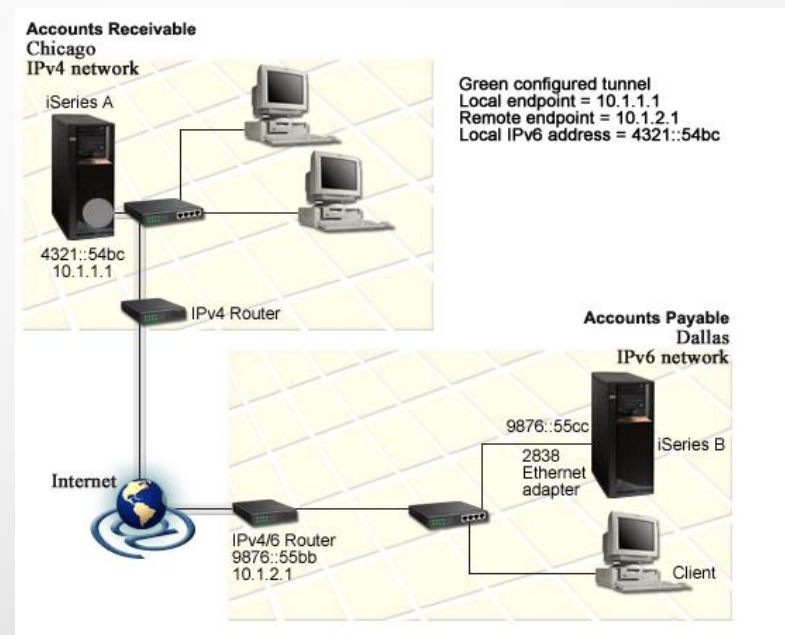 Accounts Receivable
Chicago
IPv4 network
iSeries A
4321::54bc
10.1.1.1
IPv4 Router
Green configured tunnel
Local endpoint = 10.1.1.1
Remote endpoint = 10.1.2.1
Local IPv6 address = 4321::54bc
Accounts Payable
Dallas
IPv6 network
9876::55cc
iSeries B
2838
Ethernet
adapter
Internet
IPv4/6 Router
9876::55bb
10.1.2.1
Client